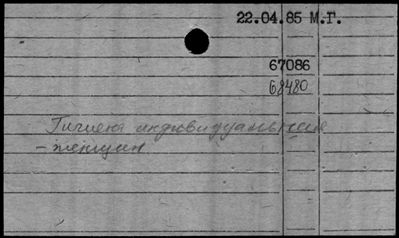 22.04.85 М.Г.
67086
68480
Гигиена индивидуальная
- женщин